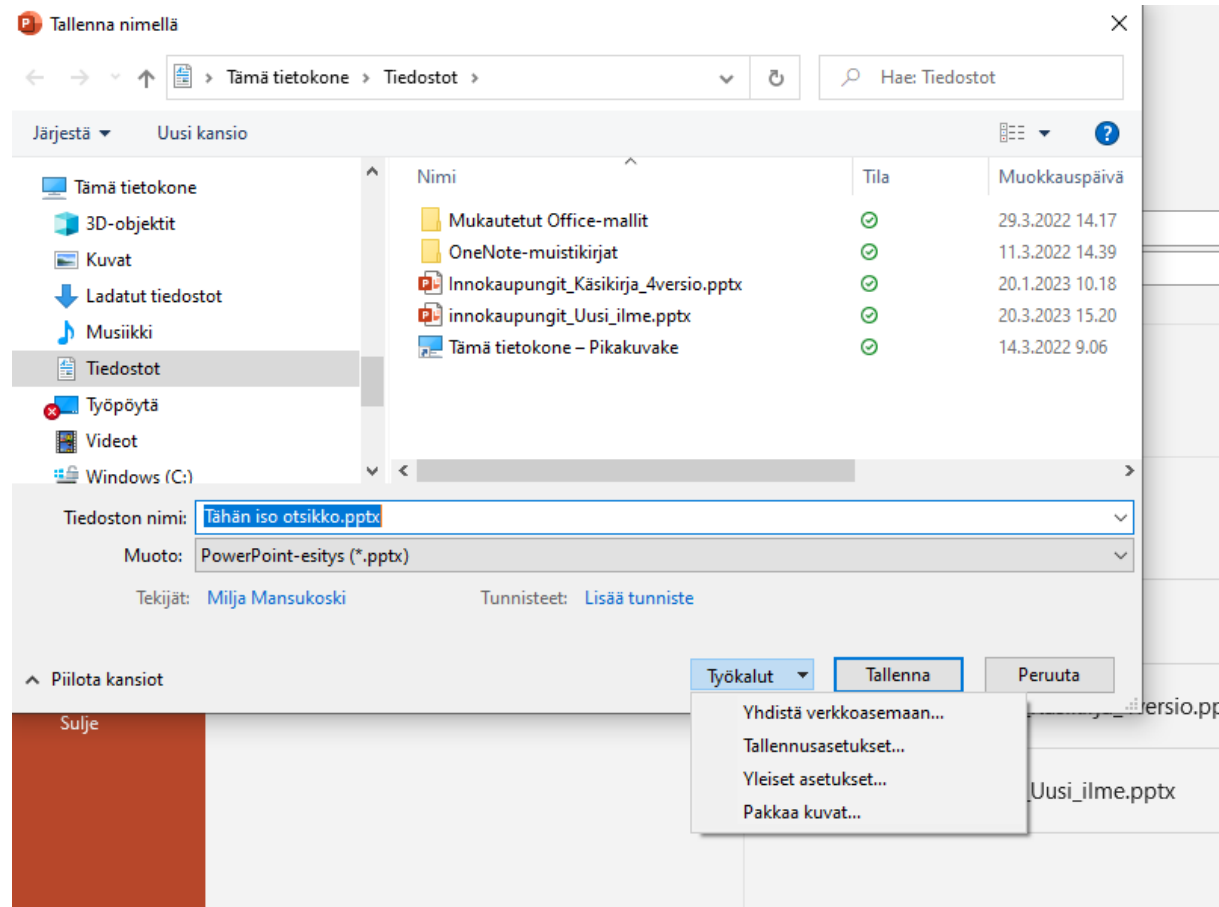 Tallenna nimellä
Tämä tietokone > Tiedostot >
Hae: Tiedostot
Järjestä
Uusi kansio
Tämä tietokone
3D-objektit
Kuvat
Ladatut tiedostot
Musiikki
Tiedostot
Työpöytä
Videot
Windows (C:)
Nimi Tila Muokkauspäivä
Mukautetut Office-mallit 29.3.2022 14.17
OneNote-muistikirjat 11.3.2022 14.39
Innokaupungit_Käsikirja_4versio.pptx 20.1.2023 10.18
innokaupungit_Uusi_ilme.pptx 20.3.2023 15.20
Tämä tietokone – Pikakuvake 14.3.2022 9.06
Tiedoston nimi: Tähän iso otsikko.pptx
Muoto: PowerPoint-esitys (*.pptx)
Tekijät: Milja Mansukoski Tunnisteet: Lisää tunniste
Piilota kansiot
Työkalut Tallenna Peruuta
Yhdistä verkkoasemaan...
Tallennusasetukset...
Yleiset asetukset...
Pakkaa kuvat...
Sulje
_Uusi_ilme.pptx